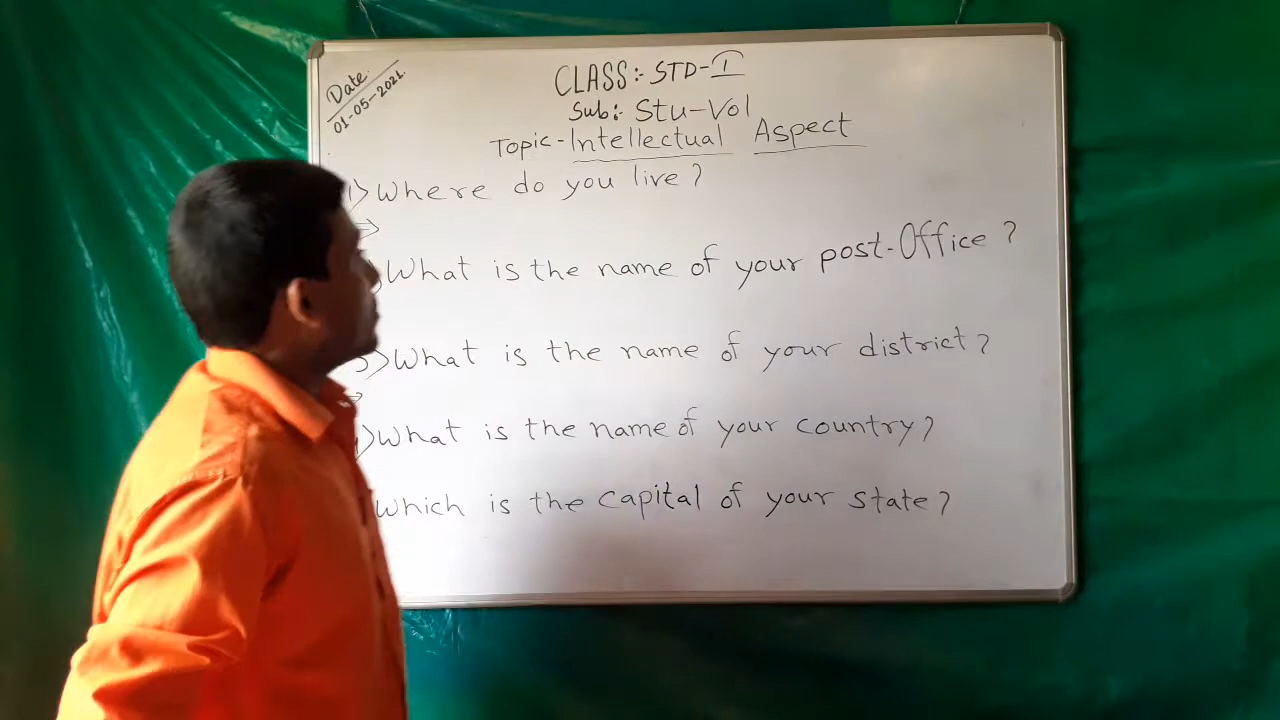 Date
01-05-2021.
CLASS:- STD-I
Sub:- Stu-Vol
Topic-Intellectual Aspect
1) Where do you live?
⇒
What is the name of your post-Office?
3) What is the name of your district?
⇒
What is the name of your country?
Which is the capital of your state?